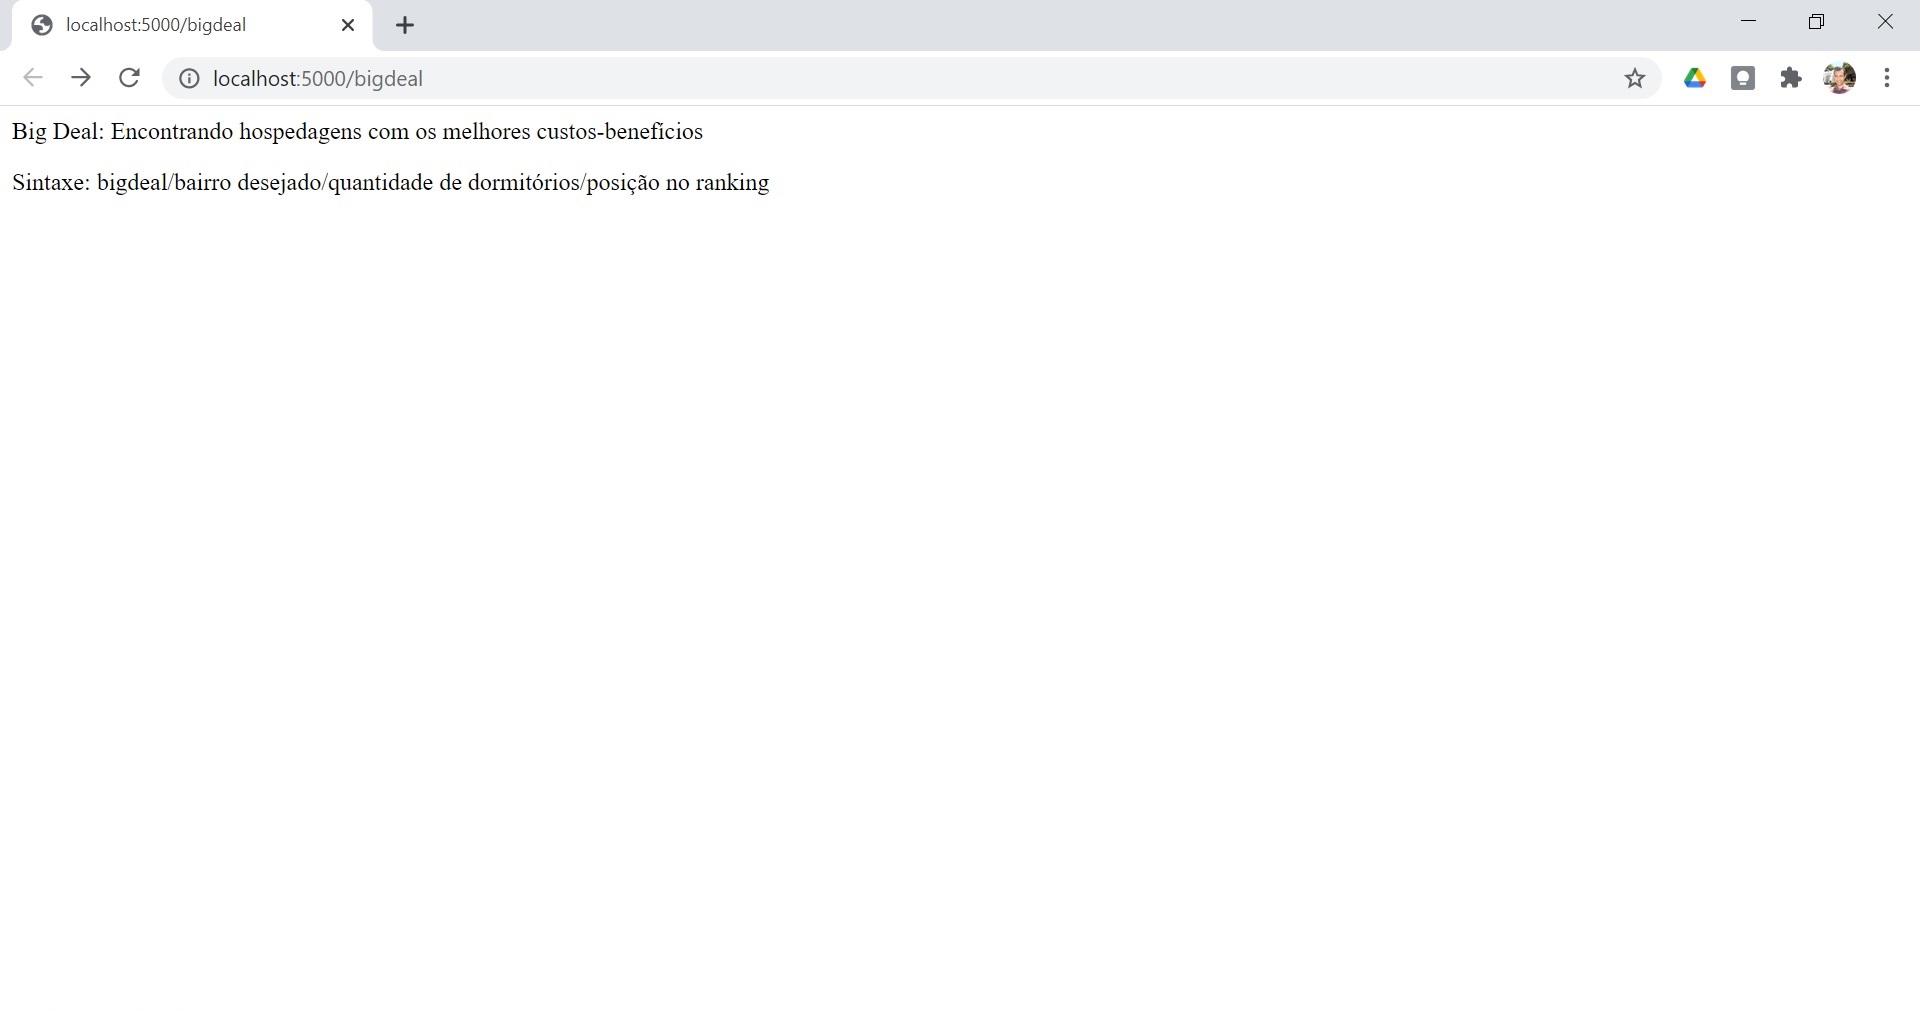 localhost:5000/bigdeal
localhost:5000/bigdeal
Big Deal: Encontrando hospedagens com os melhores custos-benefícios
Sintaxe: bigdeal/bairro desejado/quantidade de dormitórios/posição no ranking